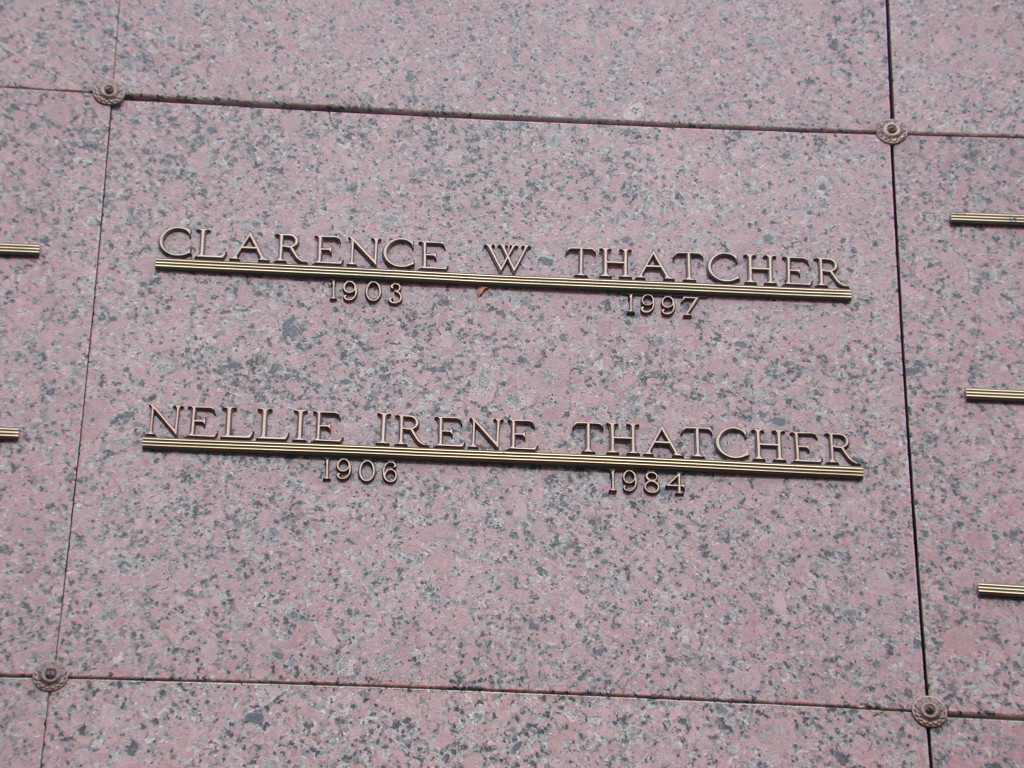 CLARENCE W THATCHER
1903 1997
NELLIE IRENE THATCHER
1906 1984